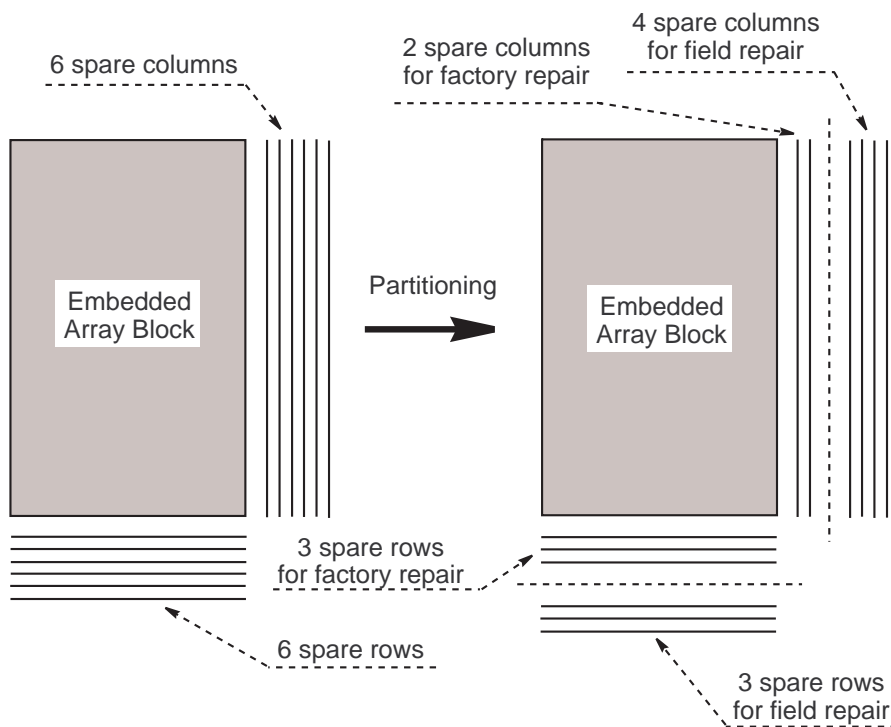 6 spare columns
2 spare columns
for factory repair
4 spare columns
for field repair
Embedded
Array Block
Partitioning
Embedded
Array Block
3 spare rows
for factory repair
6 spare rows
3 spare rows
for field repair